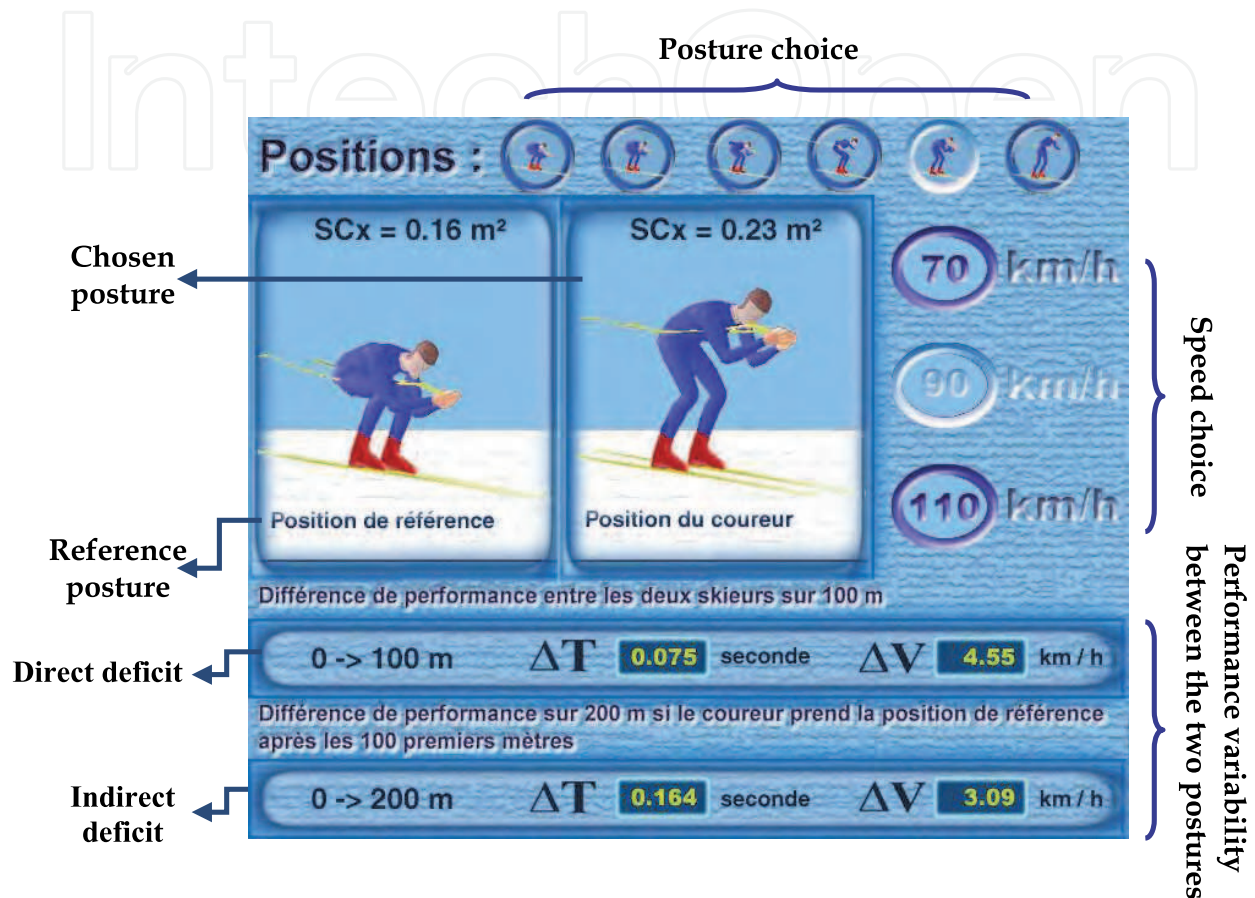 IntechOpen
Posture choice
Positions :
SCx = 0.16 m²
SCx = 0.23 m²
70 km/h
90 km/h
110 km/h
Chosen
posture
Position de référence
Position du coureur
Reference
posture
Speed choice
Différence de performance entre les deux skieurs sur 100 m
Direct deficit
0 -> 100 m ΔT 0.075 seconde ΔV 4.55 km / h
Différence de performance sur 200 m si le coureur prend la position de référence
après les 100 premiers mètres
Indirect
deficit
0 -> 200 m ΔT 0.164 seconde ΔV 3.09 km / h
Performance variability
between the two postures